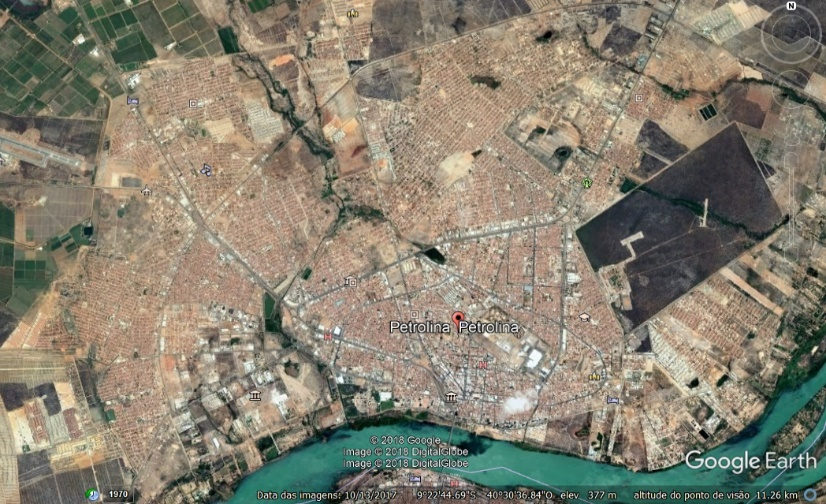 N
Petrolina Petrolina
© 2018 Google
Image © 2018 DigitalGlobe
Image © 2018 DigitalGlobe
Google Earth
1970
Data das imagens: 10/13/2017 9°22'44.69"S 40°30'36.84"O elev 377 m altitude do ponto de visão 11.26 km